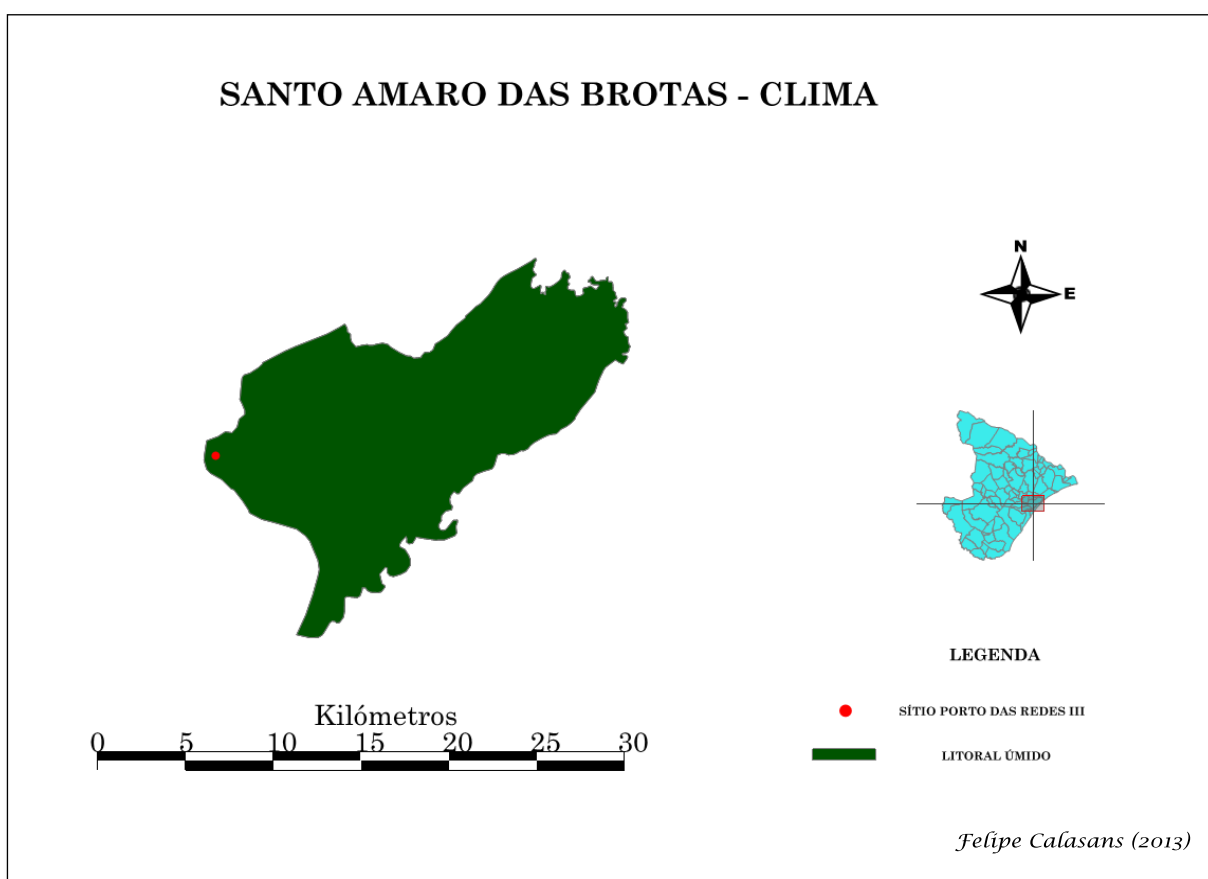 SANTO AMARO DAS BROTAS - CLIMA
N
E
LEGENDA
SÍTIO PORTO DAS REDES III
LITORAL ÚMIDO
Kilómetros
0 5 10 15 20 25 30
Felipe Calasans (2013)